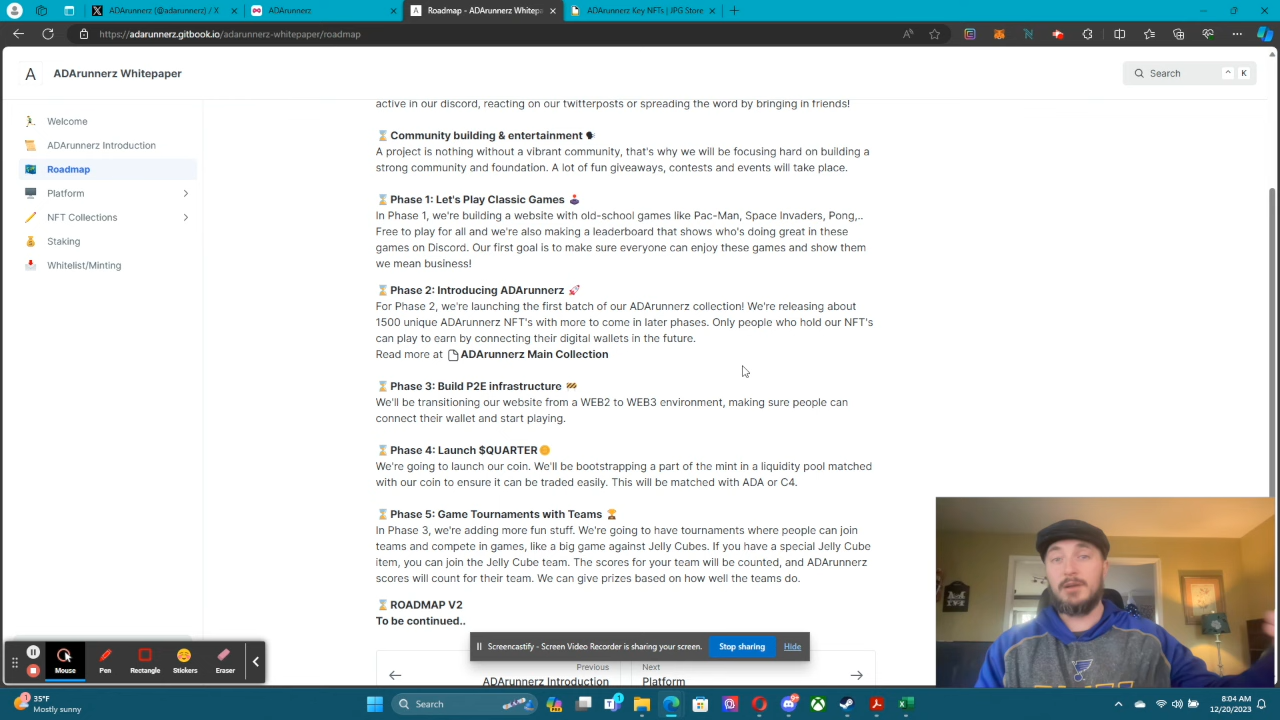 ADArunnerz (@adarunnerz) / X
ADArunnerz
Roadmap - ADArunnerz Whitepa
ADArunnerz Key NFTs | JPG Store
https://adarunnerz.gitbook.io/adarunnerz-whitepaper/roadmap
A ADArunnerz Whitepaper
Search ^ K
Welcome
ADArunnerz Introduction
Roadmap
Platform
NFT Collections
Staking
Whitelist/Minting
active in our discord, reacting on our twitterposts or spreading the word by bringing in friends!
⌛Community building & entertainment 🗣
A project is nothing without a vibrant community, that's why we will be focusing hard on building a
strong community and foundation. A lot of fun giveaways, contests and events will take place.
⌛Phase 1: Let's Play Classic Games 🕹
In Phase 1, we're building a website with old-school games like Pac-Man, Space Invaders, Pong,..
Free to play for all and we're also making a leaderboard that shows who's doing great in these
games on Discord. Our first goal is to make sure everyone can enjoy these games and show them
we mean business!
⌛Phase 2: Introducing ADArunnerz 🚀
For Phase 2, we're launching the first batch of our ADArunnerz collection! We're releasing about
1500 unique ADArunnerz NFT's with more to come in later phases. Only people who hold our NFT's
can play to earn by connecting their digital wallets in the future.
Read more at ADArunnerz Main Collection
⌛Phase 3: Build P2E infrastructure 🚧
We'll be transitioning our website from a WEB2 to WEB3 environment, making sure people can
connect their wallet and start playing.
⌛Phase 4: Launch $QUARTER🪙
We're going to launch our coin. We'll be bootstrapping a part of the mint in a liquidity pool matched
with our coin to ensure it can be traded easily. This will be matched with ADA or C4.
⌛Phase 5: Game Tournaments with Teams 🏆
In Phase 3, we're adding more fun stuff. We're going to have tournaments where people can join
teams and compete in games, like a big game against Jelly Cubes. If you have a special Jelly Cube
item, you can join the Jelly Cube team. The scores for your team will be counted, and ADArunnerz
scores will count for their team. We can give prizes based on how well the teams do.
⌛ROADMAP V2
To be continued..
Screencastify - Screen Video Recorder is sharing your screen. Stop sharing Hide
Previous
ADArunnerz Introduction
Next
Platform
Mouse Pen Rectangle Stickers Eraser
35°F
Mostly sunny
Search
8:04 AM
12/20/2023